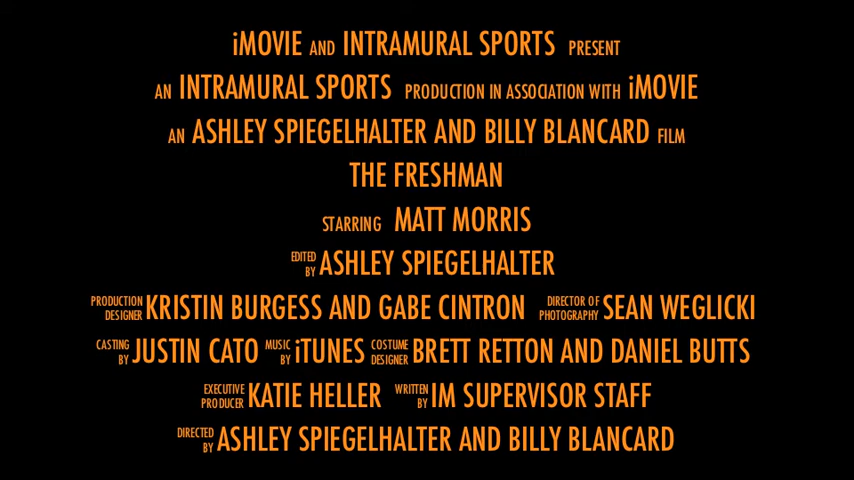 iMOVIE AND INTRAMURAL SPORTS PRESENT
AN INTRAMURAL SPORTS PRODUCTION IN ASSOCIATION WITH iMOVIE
AN ASHLEY SPIEGELHALTER AND BILLY BLANCARD FILM
THE FRESHMAN
STARRING MATT MORRIS
EDITED BY ASHLEY SPIEGELHALTER
PRODUCTION DESIGNER KRISTIN BURGESS AND GABE CINTRON DIRECTOR OF PHOTOGRAPHY SEAN WEGLICKI
CASTING BY JUSTIN CATO MUSIC BY iTUNES COSTUME DESIGNER BRETT RETTON AND DANIEL BUTTS
EXECUTIVE PRODUCER KATIE HELLER WRITTEN BY IM SUPERVISOR STAFF
DIRECTED BY ASHLEY SPIEGELHALTER AND BILLY BLANCARD